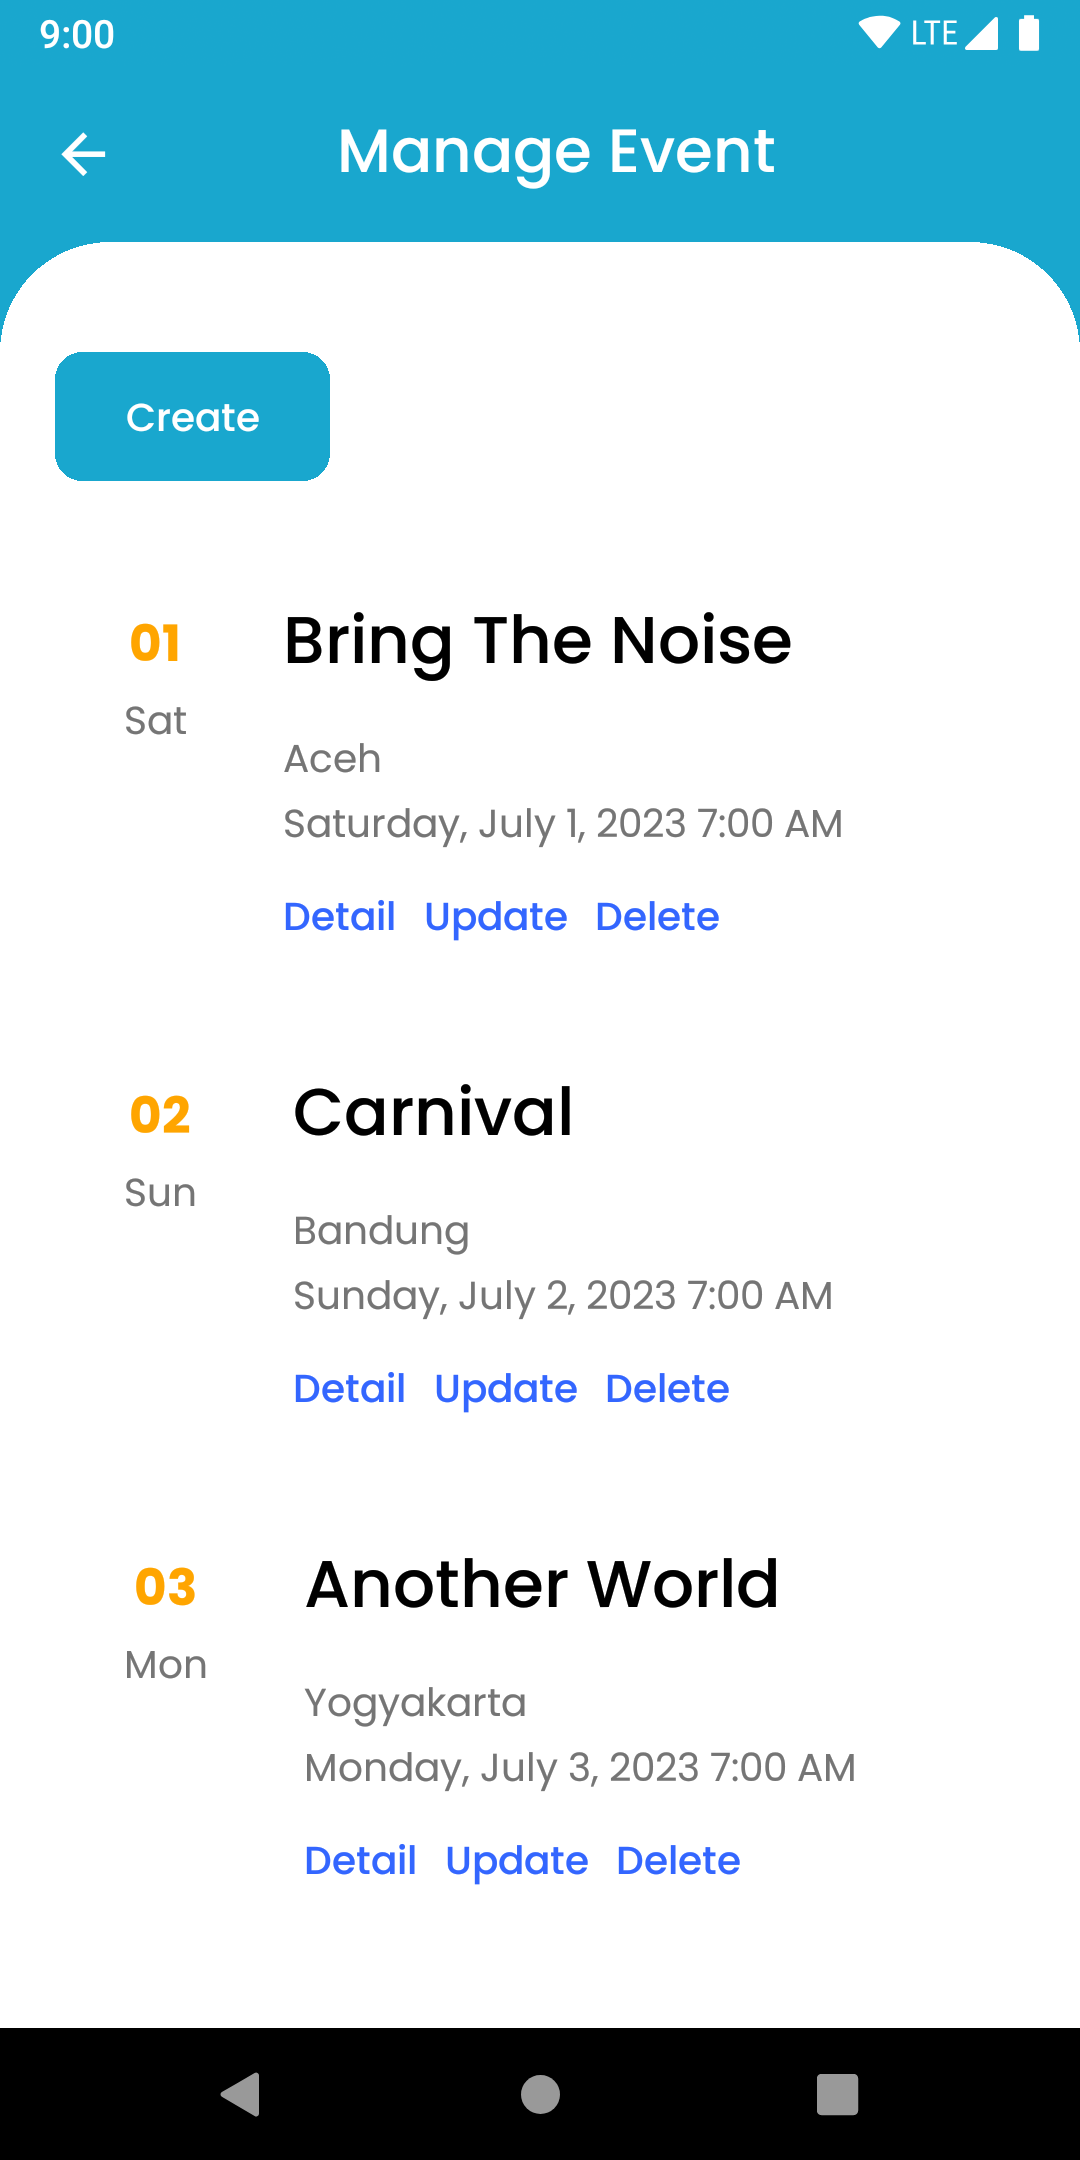 9:00 LTE
Manage Event
Create
01 Bring The Noise
Sat
Aceh
Saturday, July 1, 2023 7:00 AM
Detail Update Delete
02 Carnival
Sun
Bandung
Sunday, July 2, 2023 7:00 AM
Detail Update Delete
03 Another World
Mon
Yogyakarta
Monday, July 3, 2023 7:00 AM
Detail Update Delete